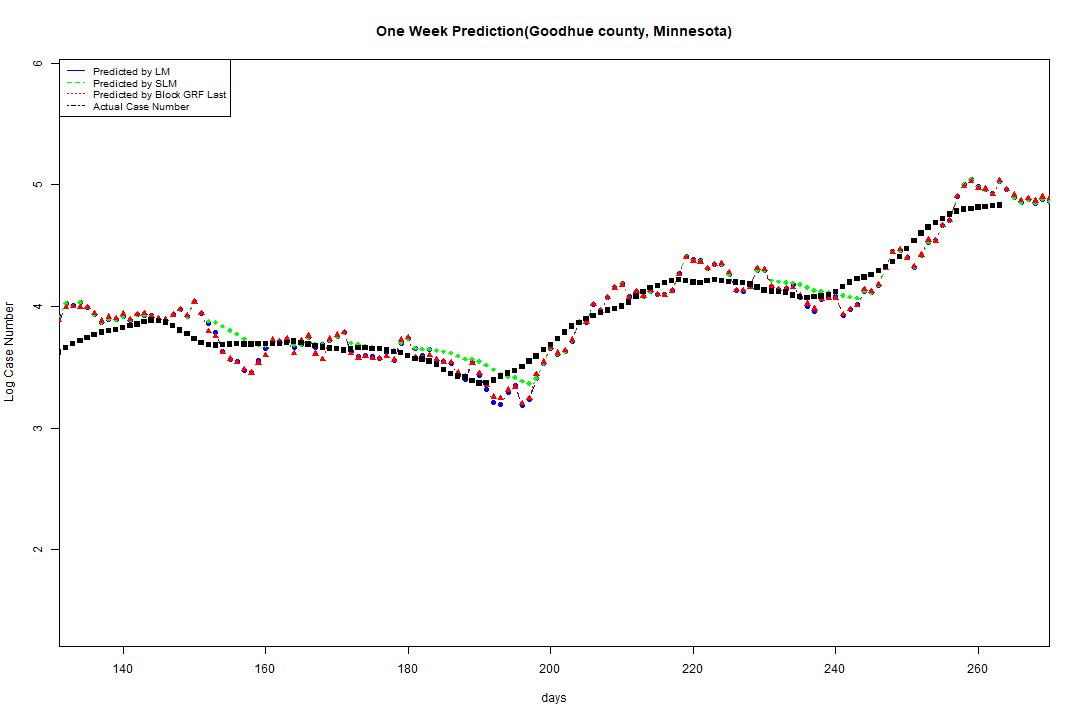 One Week Prediction(Goodhue county, Minnesota)
Predicted by LM
Predicted by SLM
Predicted by Block GRF Last
Actual Case Number
6
5
4
3
2
Log Case Number
140 160 180 200 220 240 260
days